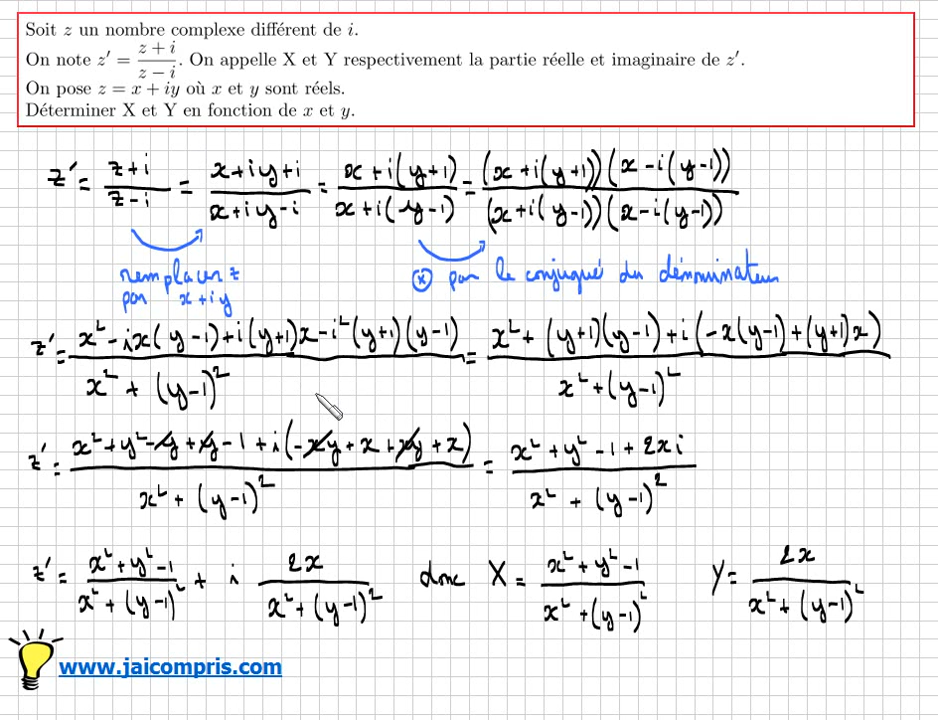 Soit z un nombre complexe différent de i.
On note z' = (z + i)/(z − i). On appelle X et Y respectivement la partie réelle et imaginaire de z'.
On pose z = x + iy où x et y sont réels.
Déterminer X et Y en fonction de x et y.
z' = (z+i)/(z-i) = (x+iy+i)/(x+iy-i) = (x+i(y+1))/(x+i(y-1)) = ((x+i(y+1))(x-i(y-1)))/((x+i(y-1))(x-i(y-1)))
remplacer z
par x+iy
ⓧ par le conjugué du dénominateur
z' = (x²-ix(y-1)+i(y+1)x-i²(y+1)(y-1))/(x²+(y-1)²) = (x²+(y+1)(y-1)+i(-x(y-1)+(y+1)x))/(x²+(y-1)²)
z' = (x²+y²-y+y-1+i(-xy+x+xy+x))/(x²+(y-1)²) = (x²+y²-1+2xi)/(x²+(y-1)²)
z' = (x²+y²-1)/(x²+(y-1)²) + i (2x)/(x²+(y-1)²) donc X = (x²+y²-1)/(x²+(y-1)²) Y = (2x)/(x²+(y-1)²)
www.jaicompris.com